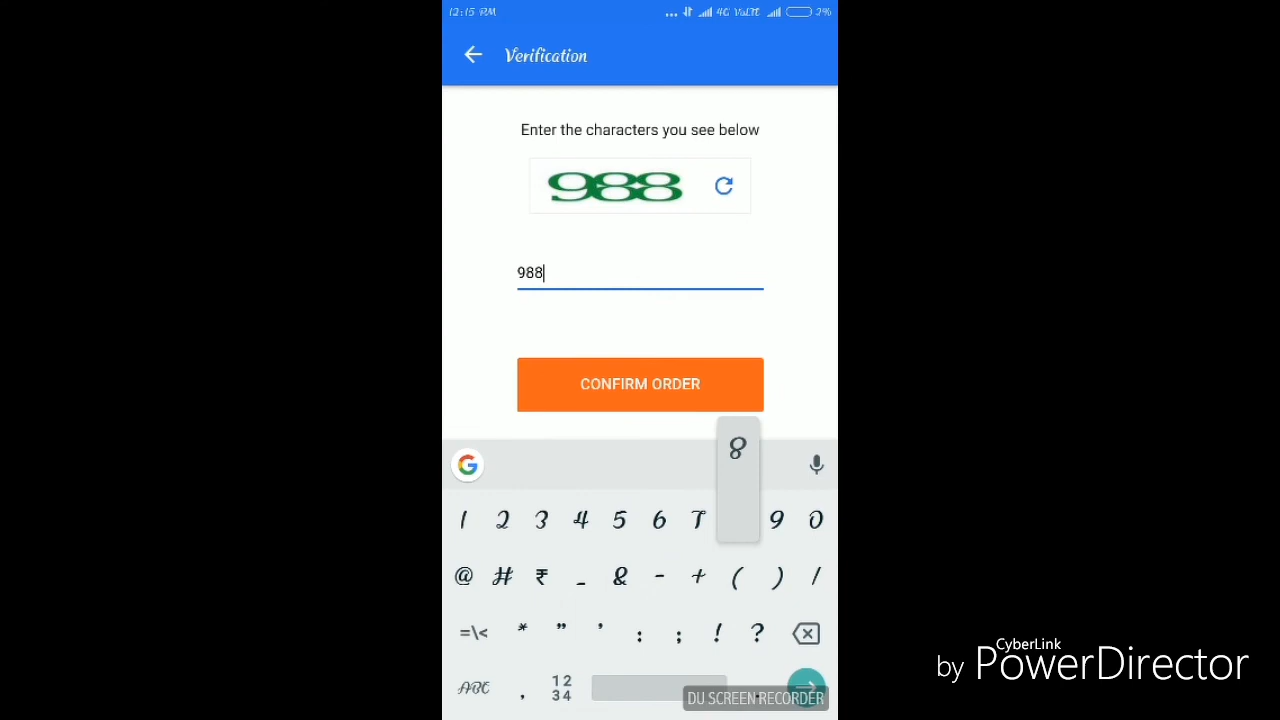 12:15 PM ... 4G VoLTE 2%
Verification
Enter the characters you see below
988
988
CONFIRM ORDER
8
1 2 3 4 5 6 7 9 0
@ # ₹ _ & - + ( ) /
=\< * " ' : ; ! ?
ABC , 12 34 .
DU SCREEN RECORDER
CyberLink
by PowerDirector